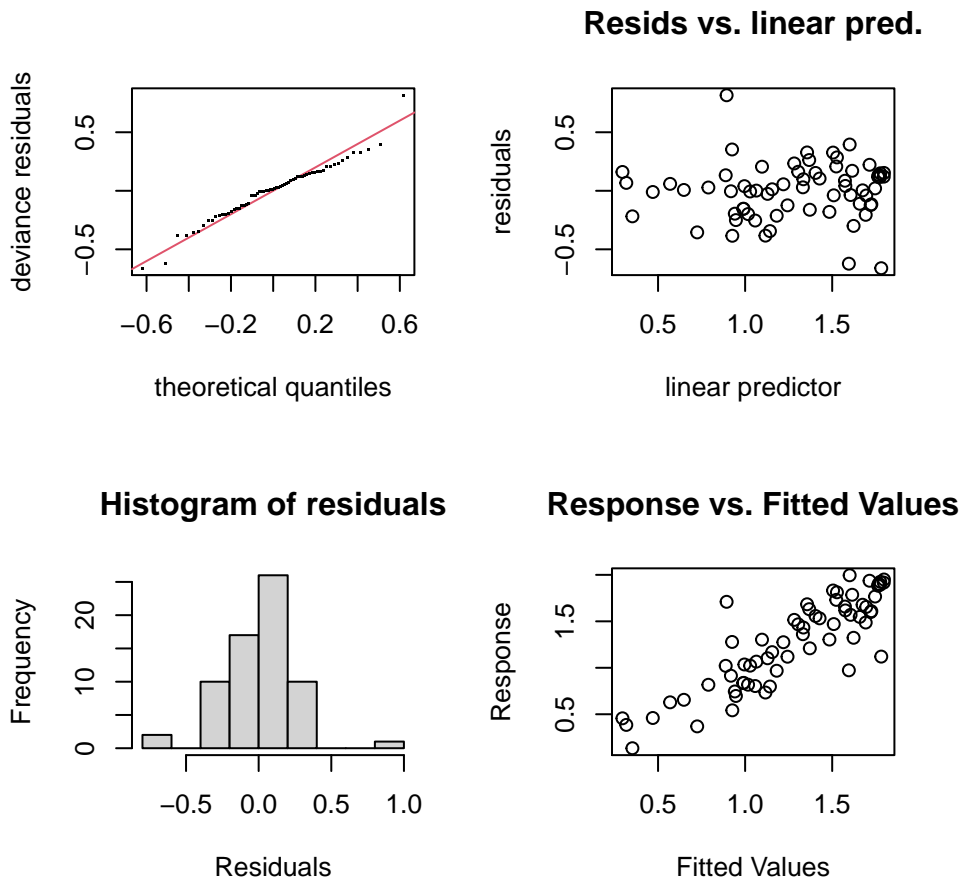 deviance residuals
0.5
−0.5
−0.6
−0.2
0.2
0.6
theoretical quantiles
Resids vs. linear pred.
residuals
0.5
−0.5
0.5
1.0
1.5
linear predictor
Histogram of residuals
Frequency
20
10
0
−0.5
0.0
0.5
1.0
Residuals
Response vs. Fitted Values
Response
1.5
0.5
0.5
1.0
1.5
Fitted Values